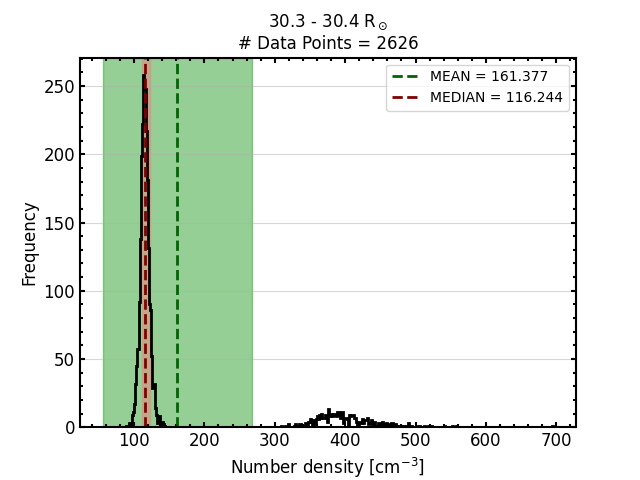 30.3 - 30.4 R⊙
# Data Points = 2626
MEAN = 161.377
MEDIAN = 116.244
250
200
150
100
50
0
Frequency
100 200 300 400 500 600 700
Number density [cm⁻³]